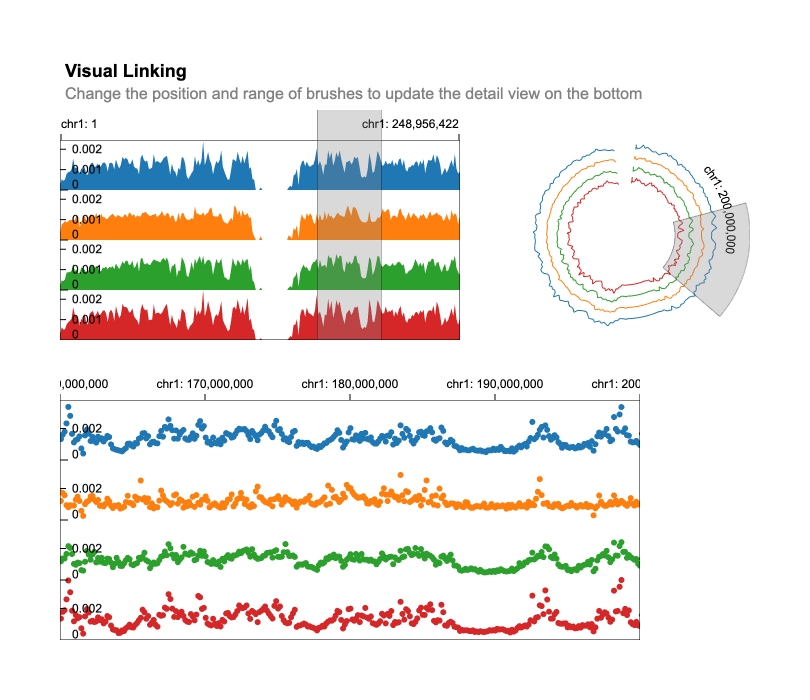 Visual Linking
Change the position and range of brushes to update the detail view on the bottom
chr1: 1
chr1: 248,956,422
0.002
0.001
0
0.002
0.001
0
0.002
0.001
0
0.002
0.001
0
chr1: 200,000,000
0,000,000
chr1: 170,000,000
chr1: 180,000,000
chr1: 190,000,000
chr1: 200
0.002
0
0.002
0
0.002
0
0.002
0